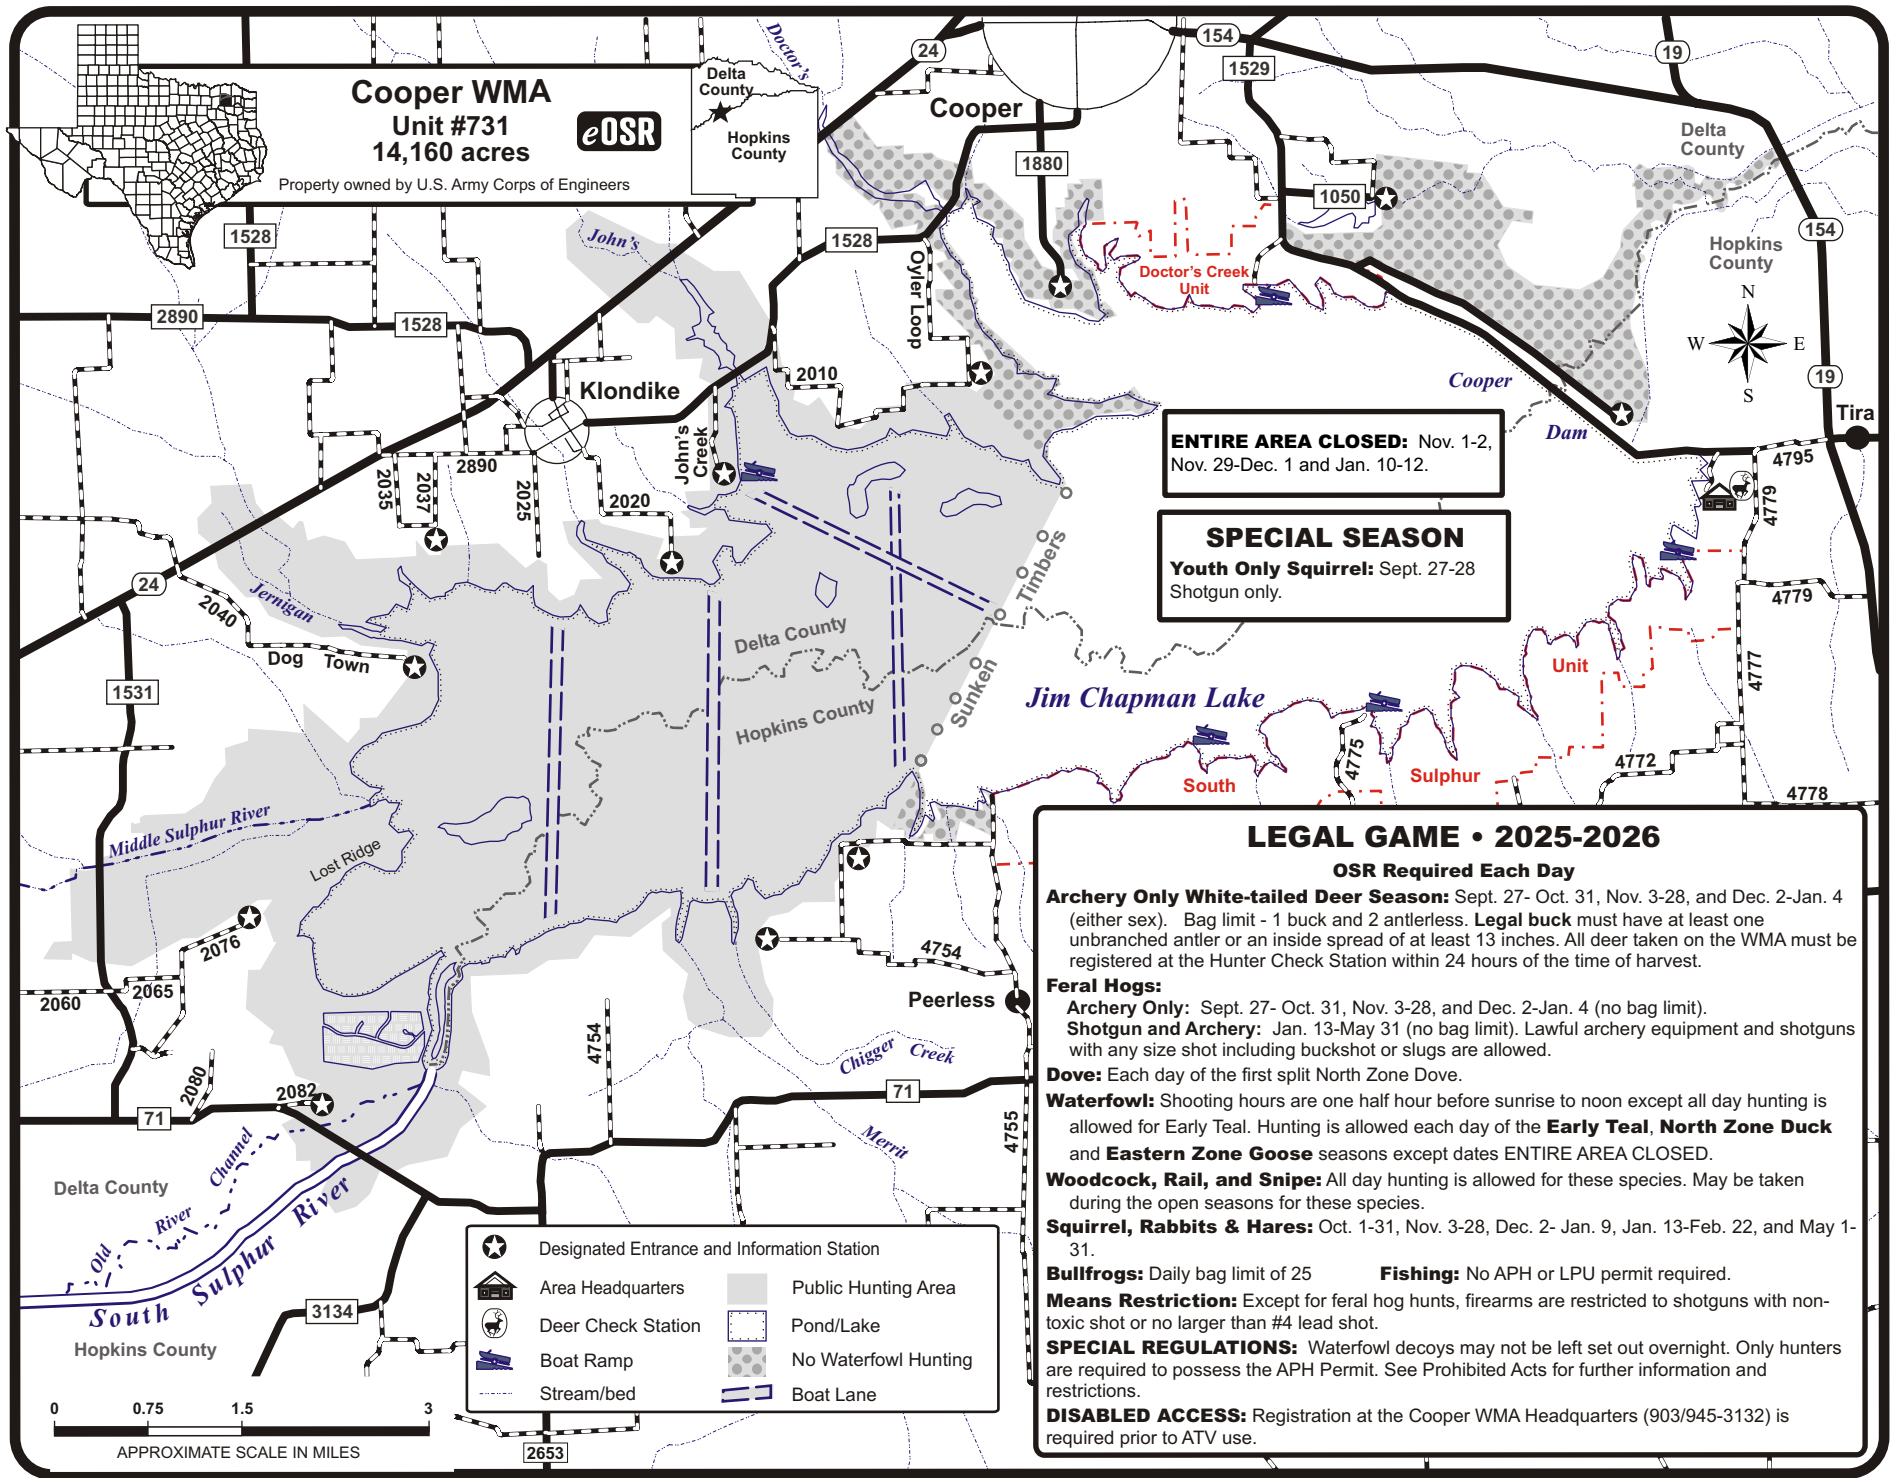 Cooper WMA
Unit #731
14,160 acres
eOSR
Property owned by U.S. Army Corps of Engineers
Delta
County
Hopkins
County
Doctor's
24
Cooper
154
1529
19
Delta
County
1880
1050
Hopkins
County
154
1528
John's
1528
Oyler Loop
Doctor's Creek
Unit
N
W
E
S
2890
1528
Klondike
2010
Cooper
Dam
19
Tira
John's
Creek
2890
2035
2037
2025
2020
4795
4779
ENTIRE AREA CLOSED: Nov. 1-2,
Nov. 29-Dec. 1 and Jan. 10-12.
SPECIAL SEASON
Youth Only Squirrel: Sept. 27-28
Shotgun only.
24
Jernigan
2040
Dog Town
Timbers
Sunken
Delta County
Hopkins County
4779
Unit
4777
1531
Jim Chapman Lake
4775
South
Sulphur
4772
4778
Middle Sulphur River
Lost Ridge
2076
2065
2060
4754
Peerless
4754
Chigger Creek
2080
2082
71
71
Merrit
4755
Delta County
Channel
River
Old
South Sulphur River
Hopkins County
3134
2653
LEGAL GAME • 2025-2026
OSR Required Each Day
Archery Only White-tailed Deer Season: Sept. 27- Oct. 31, Nov. 3-28, and Dec. 2-Jan. 4
(either sex). Bag limit - 1 buck and 2 antlerless. Legal buck must have at least one
unbranched antler or an inside spread of at least 13 inches. All deer taken on the WMA must be
registered at the Hunter Check Station within 24 hours of the time of harvest.
Feral Hogs:
Archery Only: Sept. 27- Oct. 31, Nov. 3-28, and Dec. 2-Jan. 4 (no bag limit).
Shotgun and Archery: Jan. 13-May 31 (no bag limit). Lawful archery equipment and shotguns
with any size shot including buckshot or slugs are allowed.
Dove: Each day of the first split North Zone Dove.
Waterfowl: Shooting hours are one half hour before sunrise to noon except all day hunting is
allowed for Early Teal. Hunting is allowed each day of the Early Teal, North Zone Duck
and Eastern Zone Goose seasons except dates ENTIRE AREA CLOSED.
Woodcock, Rail, and Snipe: All day hunting is allowed for these species. May be taken
during the open seasons for these species.
Squirrel, Rabbits & Hares: Oct. 1-31, Nov. 3-28, Dec. 2- Jan. 9, Jan. 13-Feb. 22, and May 1-
31.
Bullfrogs: Daily bag limit of 25 Fishing: No APH or LPU permit required.
Means Restriction: Except for feral hog hunts, firearms are restricted to shotguns with non-
toxic shot or no larger than #4 lead shot.
SPECIAL REGULATIONS: Waterfowl decoys may not be left set out overnight. Only hunters
are required to possess the APH Permit. See Prohibited Acts for further information and
restrictions.
DISABLED ACCESS: Registration at the Cooper WMA Headquarters (903/945-3132) is
required prior to ATV use.
Designated Entrance and Information Station
Area Headquarters
Public Hunting Area
Deer Check Station
Pond/Lake
Boat Ramp
No Waterfowl Hunting
Stream/bed
Boat Lane
0 0.75 1.5 3
APPROXIMATE SCALE IN MILES